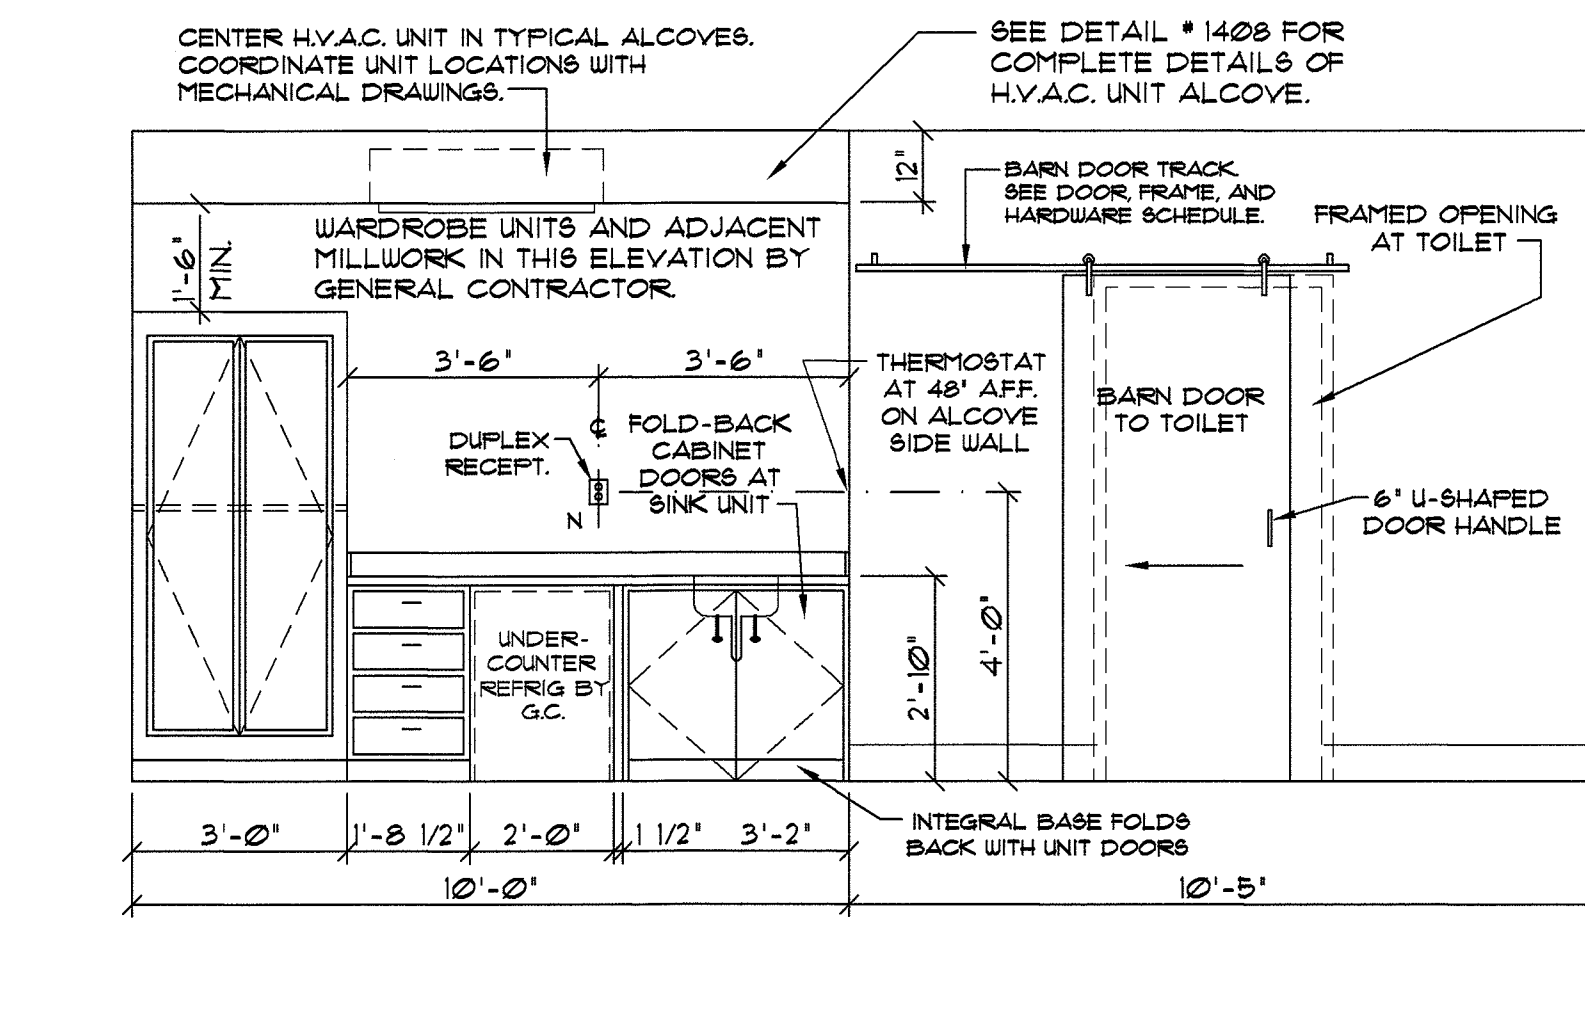 CENTER H.V.A.C. UNIT IN TYPICAL ALCOVES.
COORDINATE UNIT LOCATIONS WITH
MECHANICAL DRAWINGS.
SEE DETAIL #1408 FOR
COMPLETE DETAILS OF
H.V.A.C. UNIT ALCOVE.
12"
BARN DOOR TRACK
SEE DOOR, FRAME, AND
HARDWARE SCHEDULE.
FRAMED OPENING
AT TOILET
1'-6"
MIN.
WARDROBE UNITS AND ADJACENT
MILLWORK IN THIS ELEVATION BY
GENERAL CONTRACTOR.
3'-6"
3'-6"
THERMOSTAT
AT 48" A.F.F.
ON ALCOVE
SIDE WALL
BARN DOOR
TO TOILET
DUPLEX
RECEPT.
℄
FOLD-BACK
CABINET
DOORS AT
SINK UNIT
N
6" U-SHAPED
DOOR HANDLE
UNDER-
COUNTER
REFRIG BY
G.C.
2'-10"
4'-0"
INTEGRAL BASE FOLDS
BACK WITH UNIT DOORS
3'-0"
1'-8 1/2"
2'-0"
1 1/2"
3'-2"
10'-0"
10'-5"